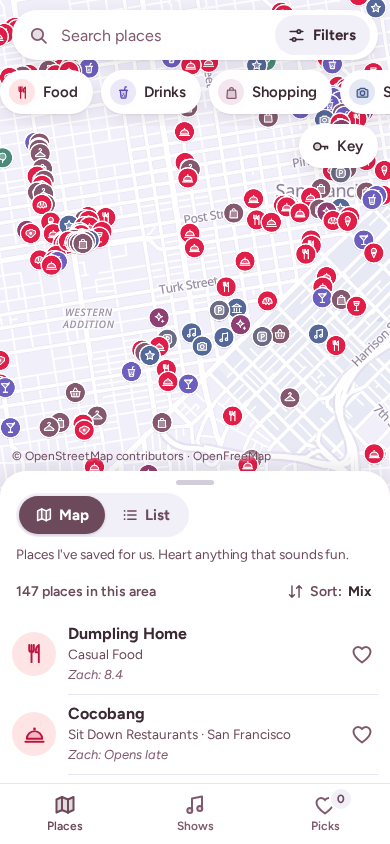 Search places
Filters
Food
Drinks
Shopping
S
Key
Post Str
Turk Street
WESTERN
ADDITION
Harrison S
7th
© OpenStreetMap contributors · OpenFreeMap
Map
List
Places I've saved for us. Heart anything that sounds fun.
147 places in this area
Sort: Mix
Dumpling Home
Casual Food
Zach: 8.4
Cocobang
Sit Down Restaurants · San Francisco
Zach: Opens late
Places
Shows
0
Picks